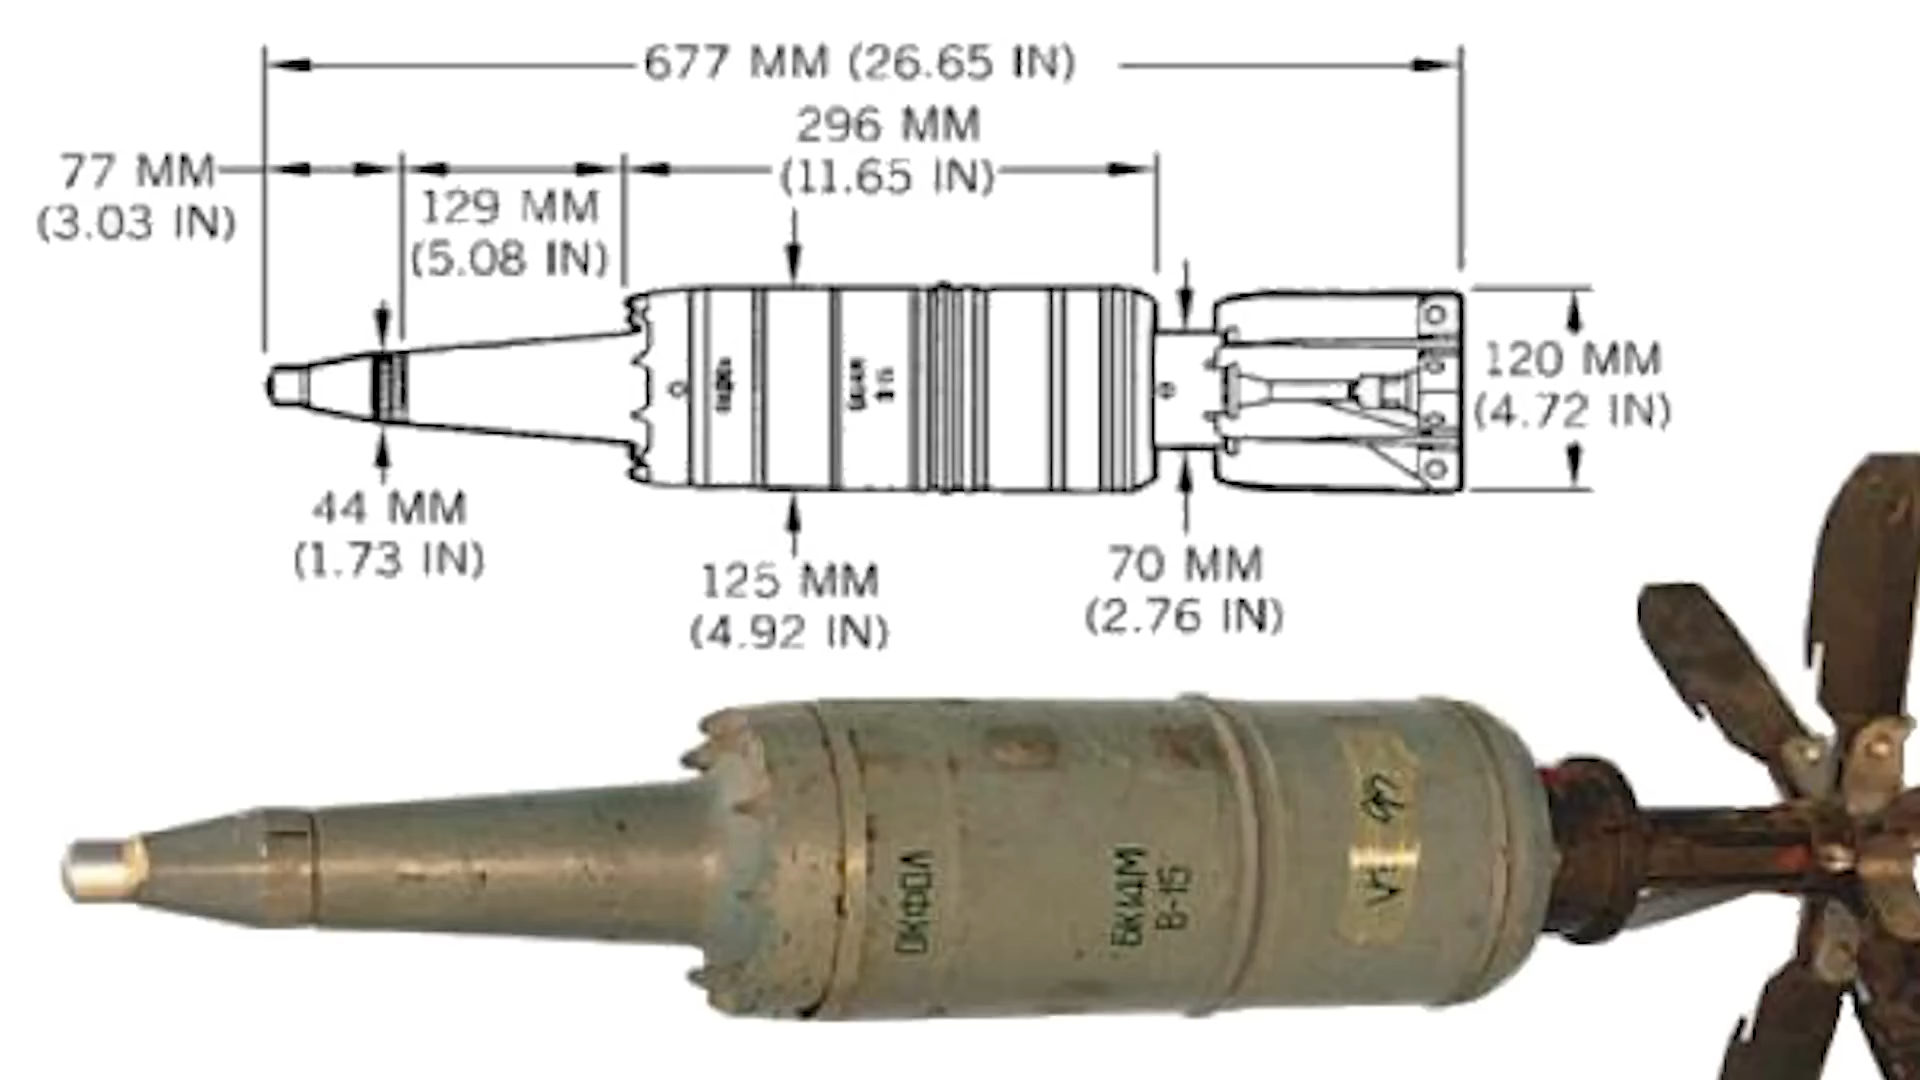 677 MM (26.65 IN)
296 MM
(11.65 IN)
77 MM
(3.03 IN)
129 MM
(5.08 IN)
120 MM
(4.72 IN)
44 MM
(1.73 IN)
125 MM
(4.92 IN)
70 MM
(2.76 IN)
ОКФОЛ
БК14М
В-15